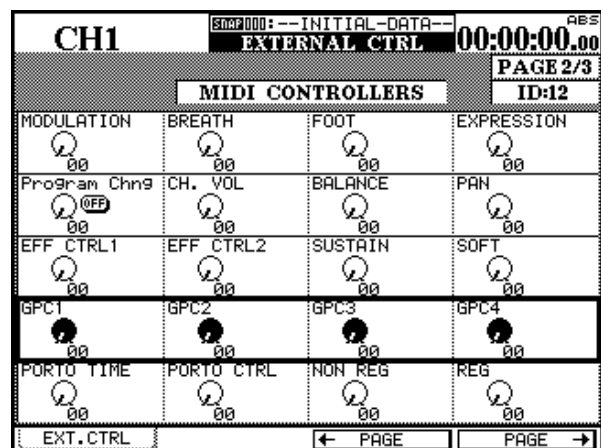 CH1
SNAP000:--INITIAL-DATA--
EXTERNAL CTRL
ABS
00:00:00.00
PAGE 2/3
MIDI CONTROLLERS
ID:12
MODULATION BREATH FOOT EXPRESSION
00 00 00 00
Program Chng CH. VOL BALANCE PAN
OFF
00 00 00 00
EFF CTRL1 EFF CTRL2 SUSTAIN SOFT
00 00 00 00
GPC1 GPC2 GPC3 GPC4
00 00 00 00
PORTO TIME PORTO CTRL NON REG REG
00 00 00 00
EXT.CTRL ← PAGE PAGE →